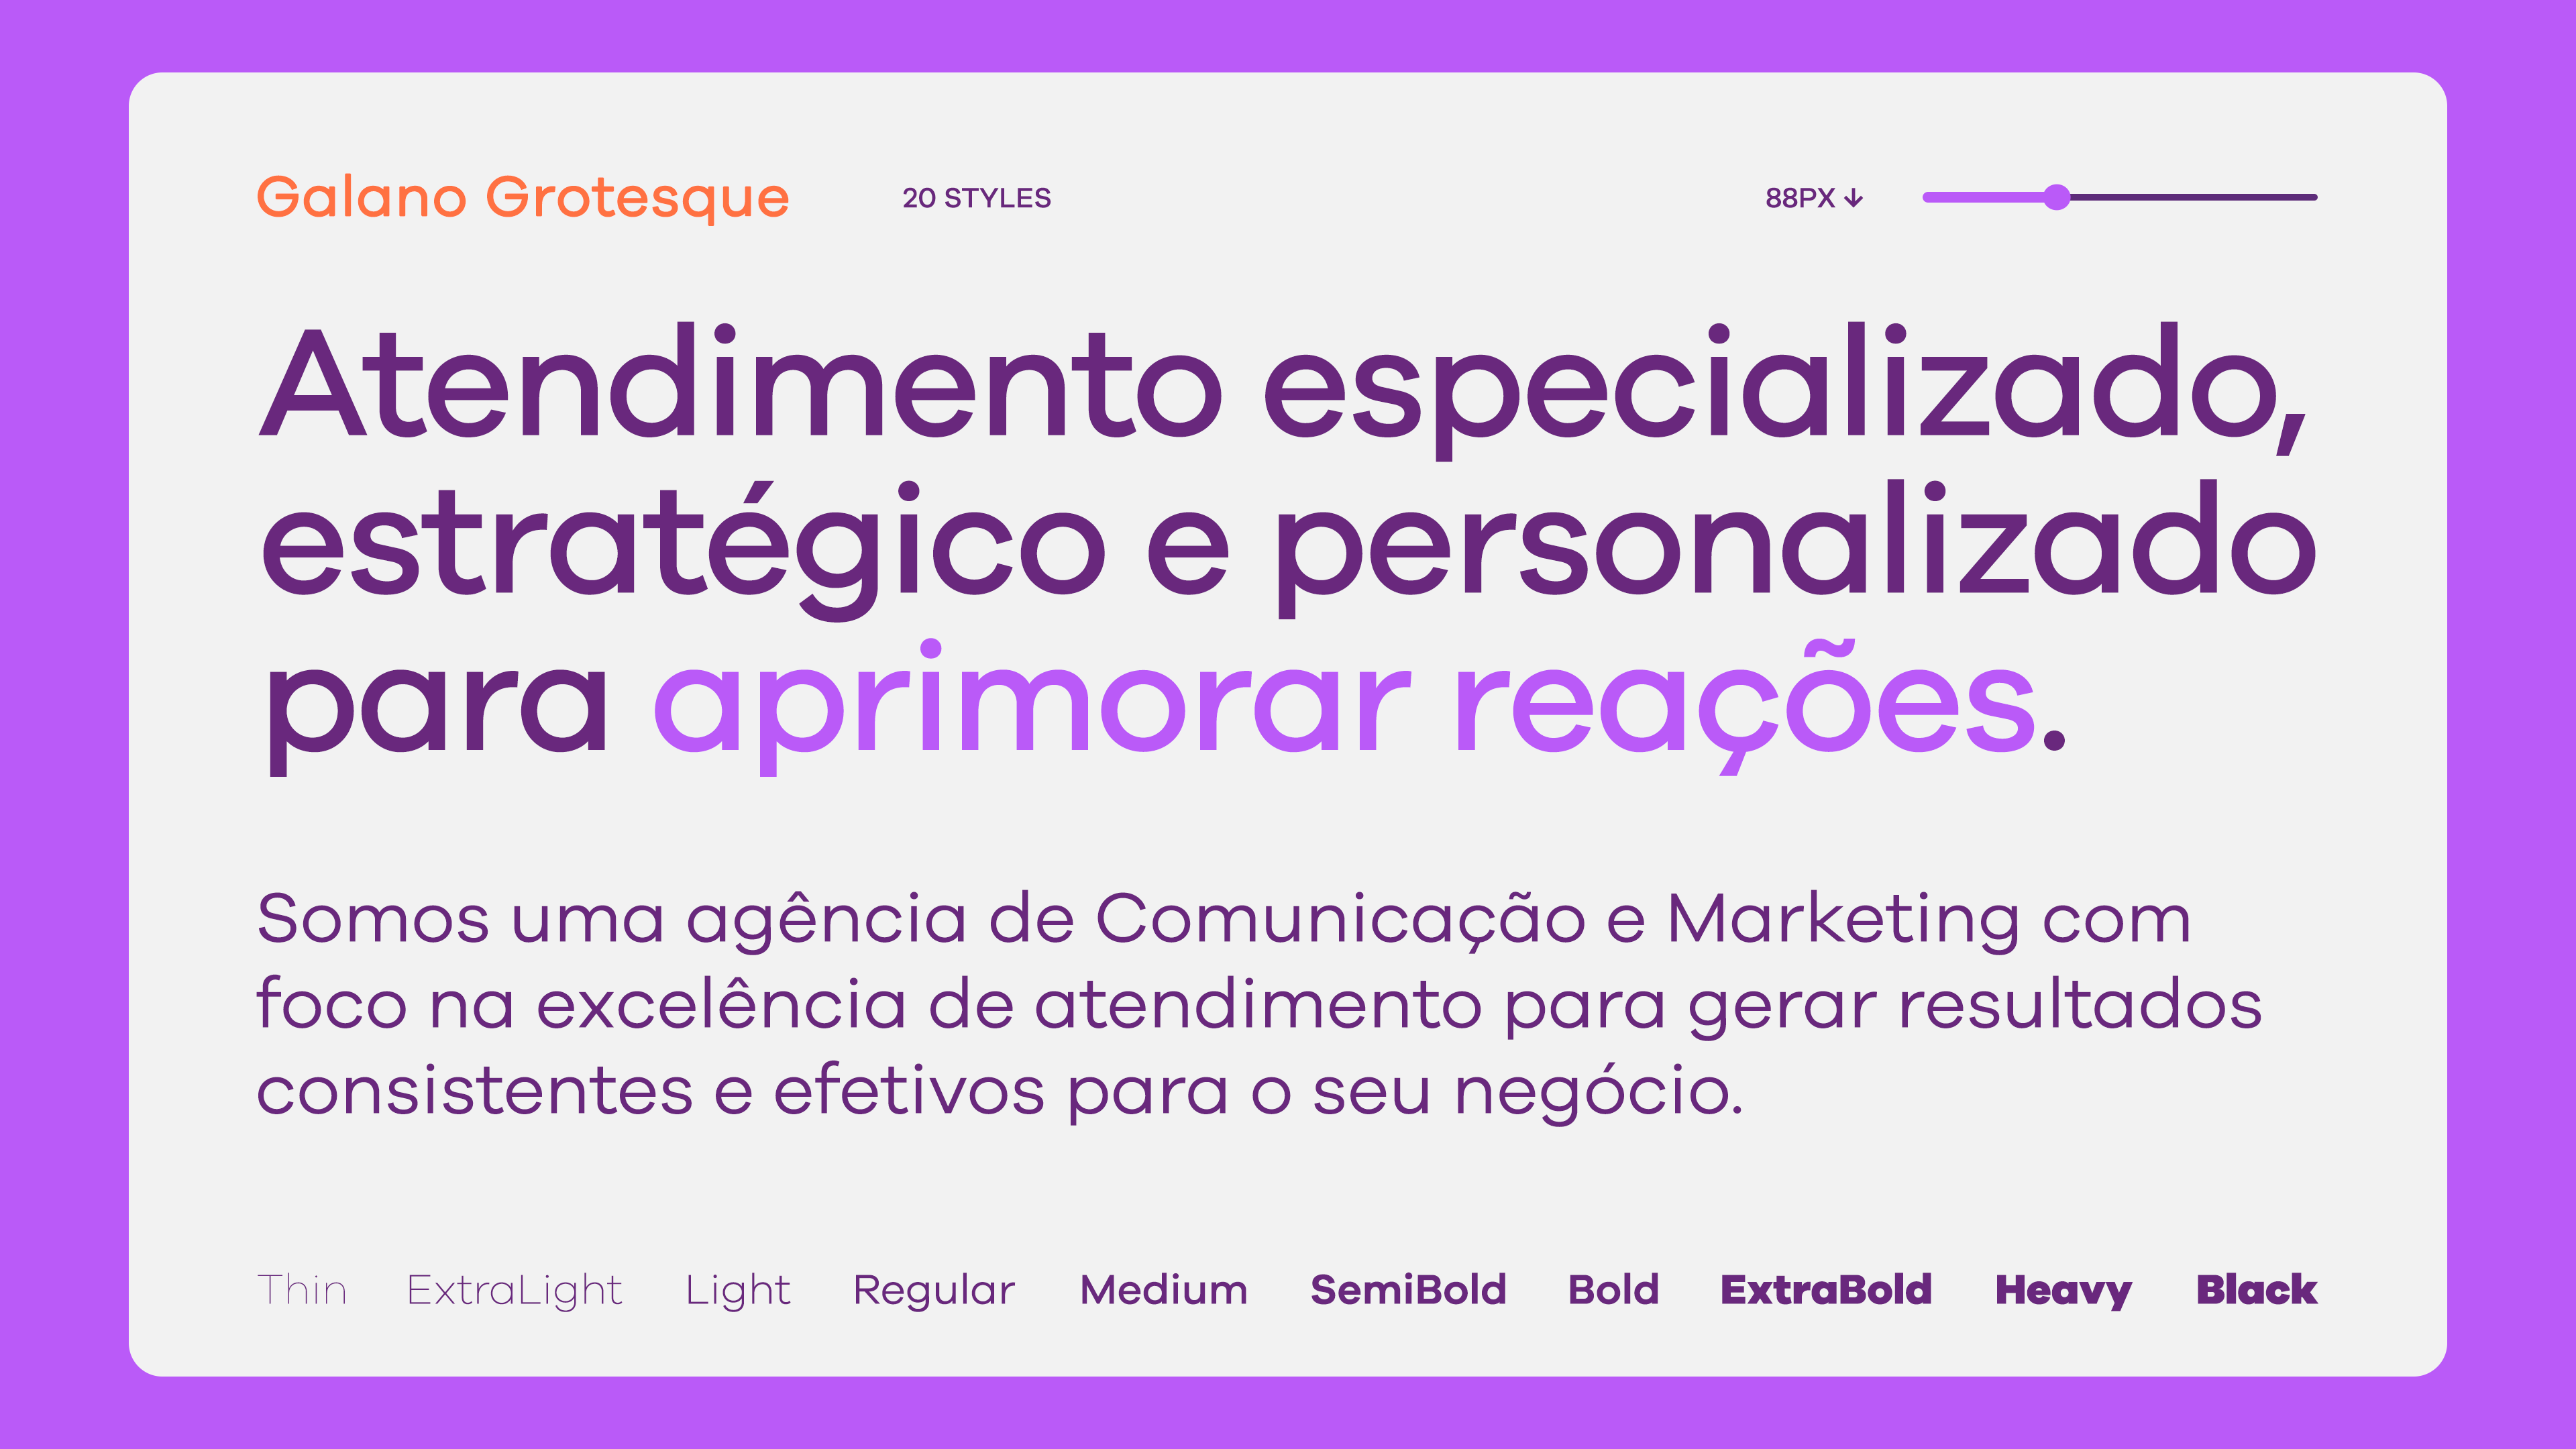 Galano Grotesque 20 STYLES 88PX ↓
Atendimento especializado,
estratégico e personalizado
para aprimorar reações.
Somos uma agência de Comunicação e Marketing com
foco na excelência de atendimento para gerar resultados
consistentes e efetivos para o seu negócio.
Thin ExtraLight Light Regular Medium SemiBold Bold ExtraBold Heavy Black